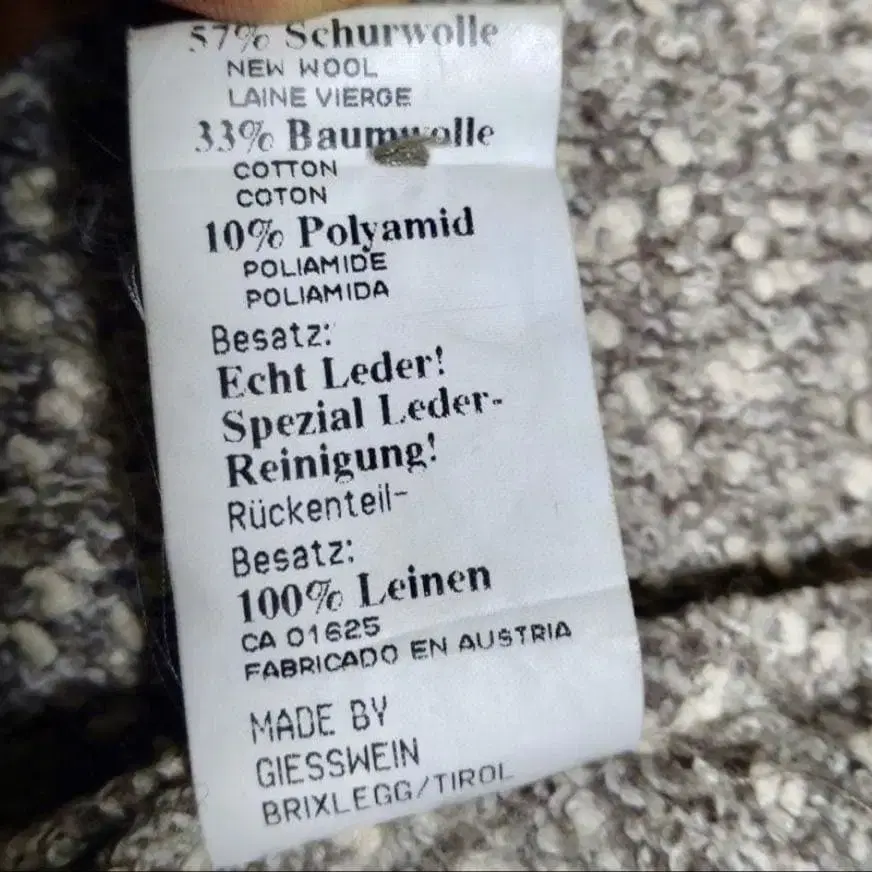 57% Schurwolle
NEW WOOL
LAINE VIERGE
33% Baumwolle
COTTON
COTON
10% Polyamid
POLIAMIDE
POLIAMIDA
Besatz:
Echt Leder!
Spezial Leder-
Reinigung!
Rückenteil-
Besatz:
100% Leinen
CA 01625
FABRICADO EN AUSTRIA
MADE BY
GIESSWEIN
BRIXLEGG/TIROL